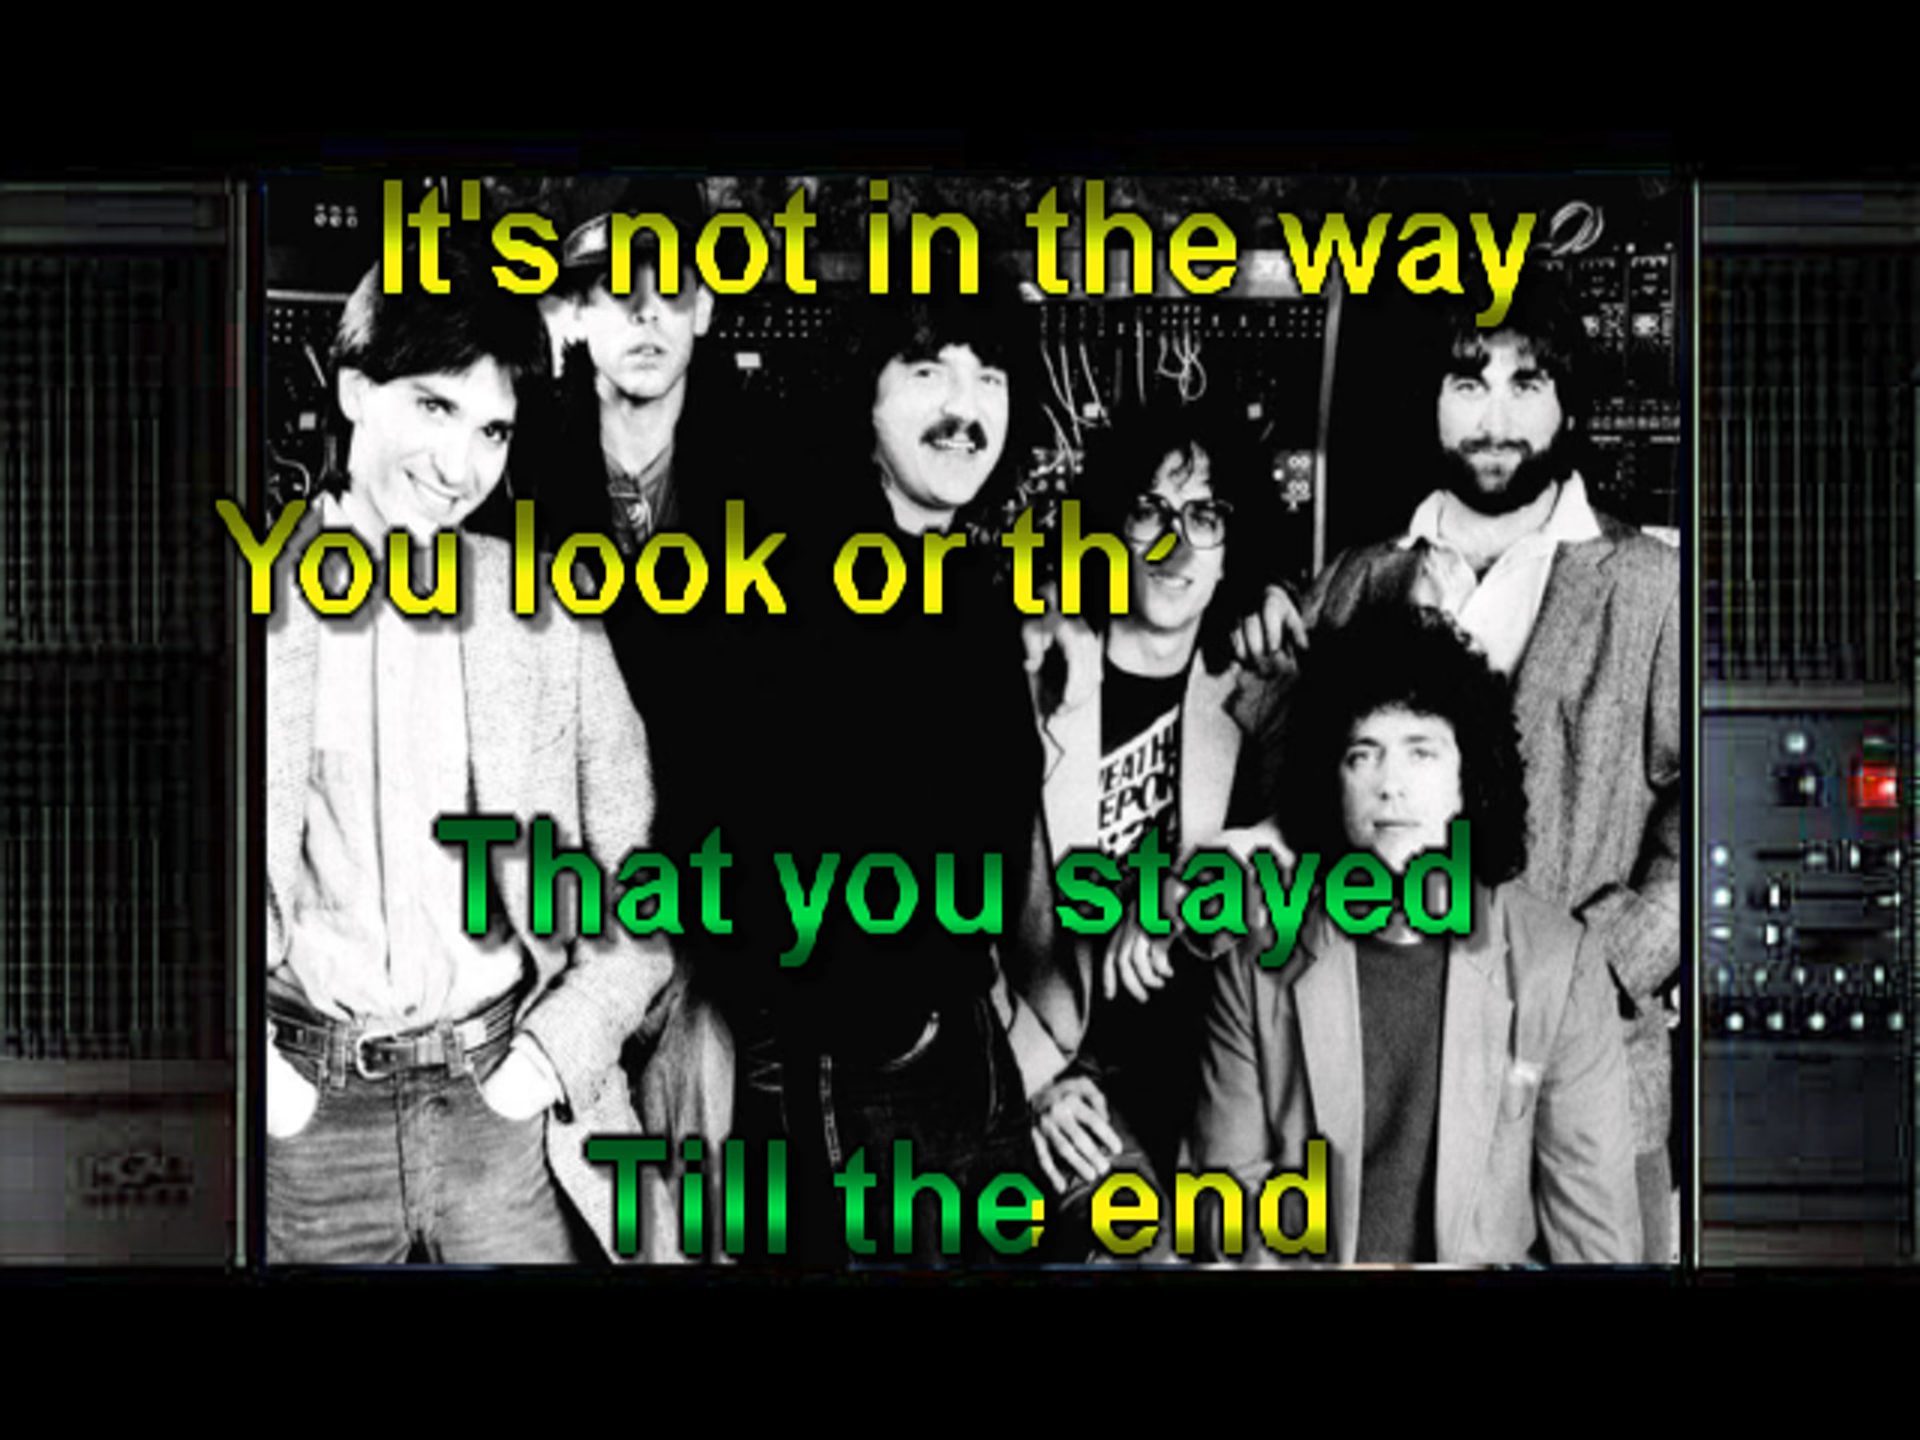 It's not in the way
You look or th
That you stayed
Till the end